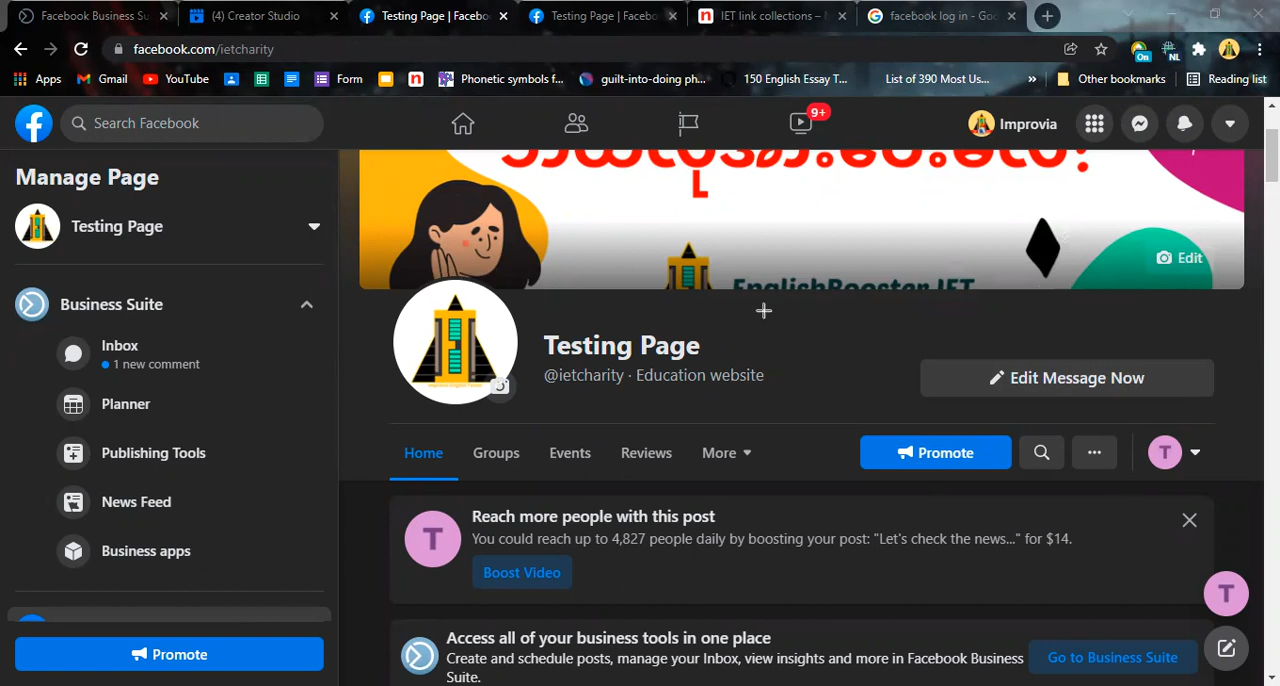 Facebook Business Su
(4) Creator Studio
Testing Page | Facebo
Testing Page | Facebo
IET link collections –
facebook log in - Goo
facebook.com/ietcharity
On
NL
Apps
Gmail
YouTube
Form
Phonetic symbols f...
guilt-into-doing ph...
150 English Essay T...
List of 390 Most Us...
»
Other bookmarks
Reading list
Search Facebook
9+
Improvia
Manage Page
Testing Page
Business Suite
Inbox
1 new comment
Planner
Publishing Tools
News Feed
Business apps
Promote
EnglishBooster IET
Edit
Testing Page
@ietcharity · Education website
Edit Message Now
Home
Groups
Events
Reviews
More
Promote
T
Reach more people with this post
T
You could reach up to 4,827 people daily by boosting your post: "Let's check the news..." for $14.
Boost Video
T
Access all of your business tools in one place
Create and schedule posts, manage your Inbox, view insights and more in Facebook Business
Suite.
Go to Business Suite